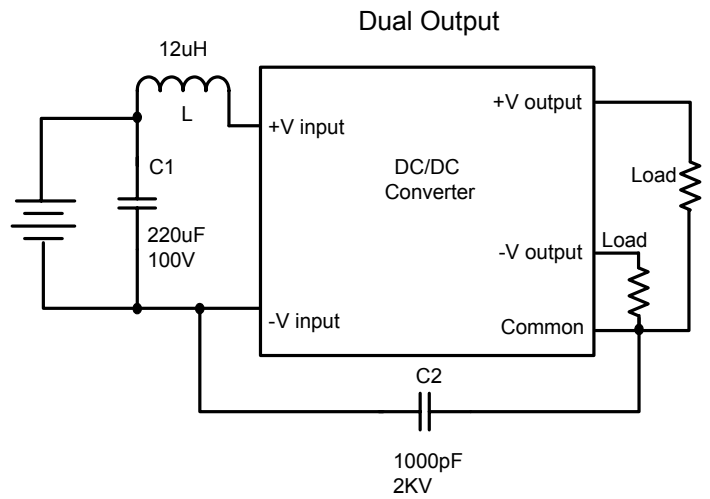 Dual Output
12uH
L
+V input
+V output
C1
DC/DC
Converter
Load
220uF
100V
Load
-V output
-V input
Common
C2
1000pF
2KV